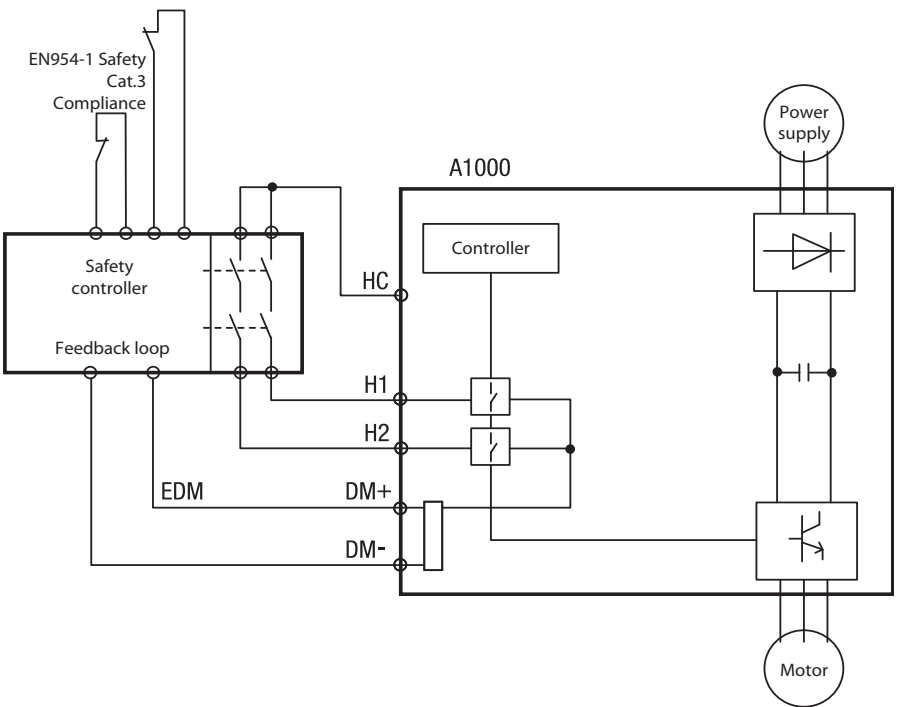 EN954-1 Safety
Cat.3
Compliance
Power
supply
A1000
Controller
Safety
controller
HC
Feedback loop
H1
H2
EDM
DM+
DM-
Motor